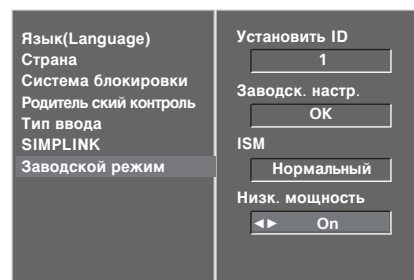 Язык(Language)
Страна
Система блокировки
Родитель ский контроль
Тип ввода
SIMPLINK
Заводской режим
Установить ID
1
Заводск. настр.
OK
ISM
Нормальный
Низк. мощность
◄► On